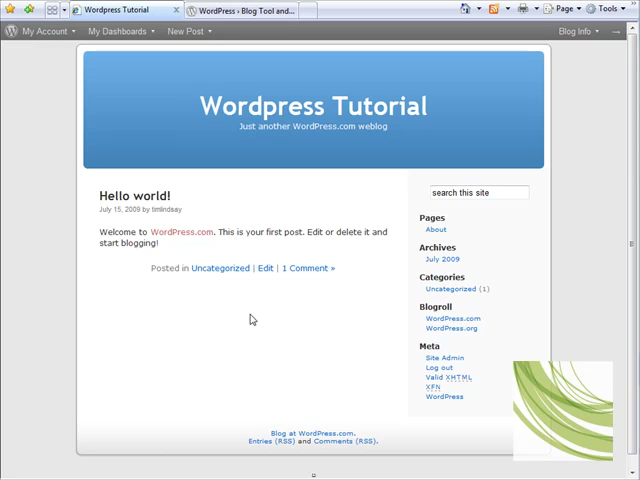 Wordpress Tutorial
WordPress › Blog Tool and...
Page
Tools
My Account
My Dashboards
New Post
Blog Info
Wordpress Tutorial
Just another WordPress.com weblog
Hello world!
July 15, 2009 by timlindsay
Welcome to WordPress.com. This is your first post. Edit or delete it and
start blogging!
Posted in Uncategorized | Edit | 1 Comment »
search this site
Pages
About
Archives
July 2009
Categories
Uncategorized (1)
Blogroll
WordPress.com
WordPress.org
Meta
Site Admin
Log out
Valid XHTML
XFN
WordPress
Blog at WordPress.com.
Entries (RSS) and Comments (RSS).